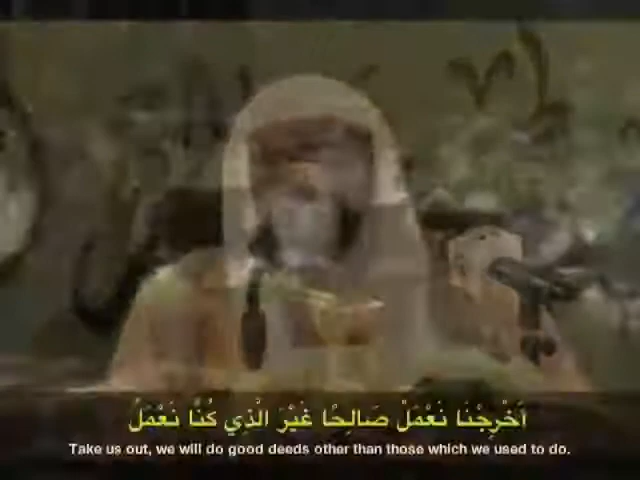 أَخْرِجْنَا نَعْمَلْ صَالِحًا غَيْرَ الَّذِي كُنَّا نَعْمَلُ
Take us out, we will do good deeds other than those which we used to do.